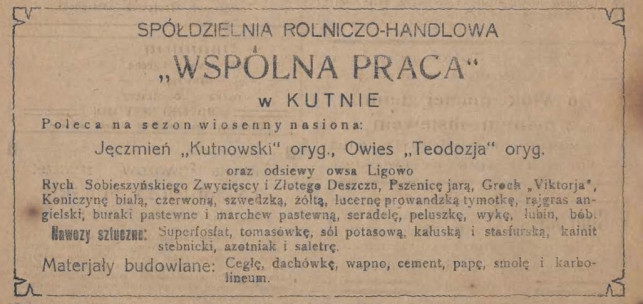 SPÓŁDZIELNIA ROLNICZO-HANDLOWA
„WSPÓLNA PRACA"
w KUTNIE
Poleca na sezon wiosenny nasiona:
Jęczmień „Kutnowski" oryg., Owies „Teodozja" oryg.
oraz odsiewy owsa Ligowo
Rych. Sobieszyńskiego Zwycięscy i Złotego Deszczu, Pszenicę jarą, Groch „Viktorja",
Koniczynę białą, czerwoną, szwedzką, żółtą, lucernę prowandzką tymotkę, rajgras an-
gielski, buraki pastewne i marchew pastewną, seradelę, peluszkę, wykę, łubin, bób.
Nawozy sztuczne: Superfosfat, tomasówkę, sól potasową, kałuską i stasfurską, kainit
stebnicki, azotniak i saletrę.
Materjały budowlane: Cegłę, dachówkę, wapno, cement, papę, smołę i karbo-
lineum.